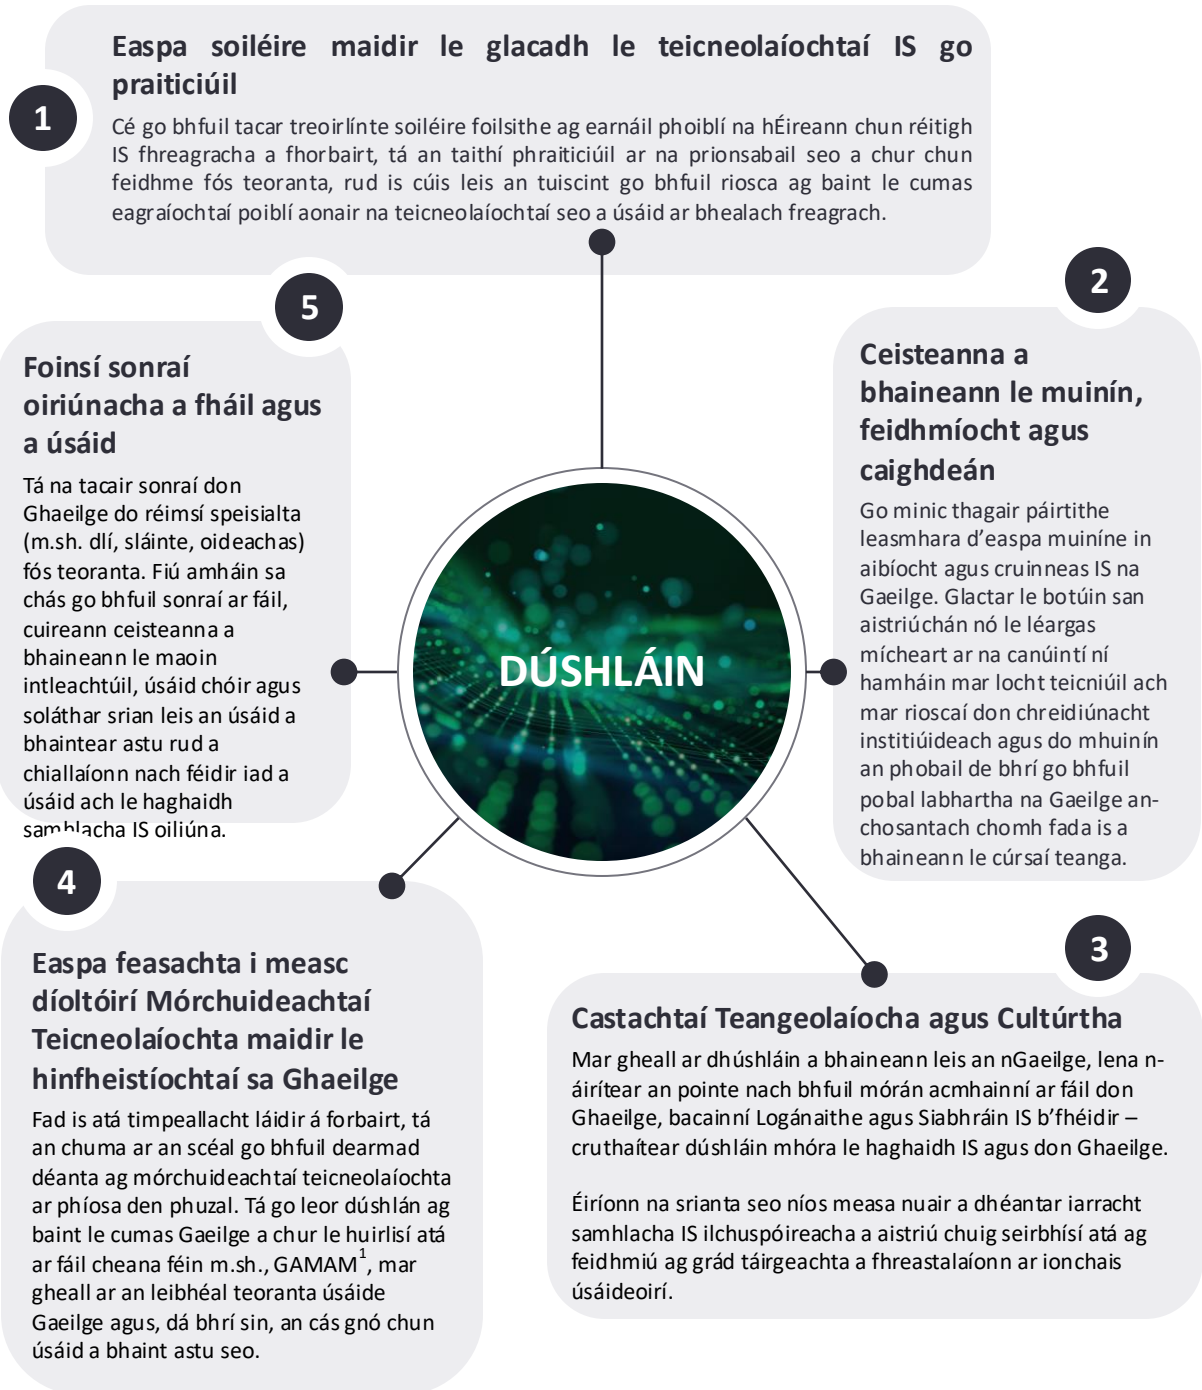 1
Easpa soiléire maidir le glacadh le teicneolaíochtaí IS go
praiticiúil
Cé go bhfuil tacar treoirlínte soiléire foilsithe ag earnáil phoiblí na hÉireann chun réitigh
IS fhreagracha a fhorbairt, tá an taithí phraiticiúil ar na prionsabail seo a chur chun
feidhme fós teoranta, rud is cúis leis an tuiscint go bhfuil riosca ag baint le cumas
eagraíochtaí poiblí aonair na teicneolaíochtaí seo a úsáid ar bhealach freagrach.
2
Ceisteanna a
bhaineann le muinín,
feidhmíocht agus
caighdeán
Go minic thagair páirtithe
leasmhara d’easpa muiníne in
aibíocht agus cruinneas IS na
Gaeilge. Glactar le botúin san
aistriúchán nó le léargas
mícheart ar na canúintí ní
hamháin mar locht teicniúil ach
mar rioscaí don chreidiúnacht
institiúideach agus do mhuinín
an phobail de bhrí go bhfuil
pobal labhartha na Gaeilge an-
chosantach chomh fada is a
bhaineann le cúrsaí teanga.
DÚSHLÁIN
3
Castachtaí Teangeolaíocha agus Cultúrtha
Mar gheall ar dhúshláin a bhaineann leis an nGaeilge, lena n-
áirítear an pointe nach bhfuil mórán acmhainní ar fáil don
Ghaeilge, bacainní Logánaithe agus Siabhráin IS b’fhéidir –
cruthaítear dúshláin mhóra le haghaidh IS agus don Ghaeilge.
Éiríonn na srianta seo níos measa nuair a dhéantar iarracht
samhlacha IS ilchuspóireacha a aistriú chuig seirbhísí atá ag
feidhmiú ag grád táirgeachta a fhreastalaíonn ar ionchais
úsáideoirí.
4
Easpa feasachta i measc
díoltóirí Mórchuideachtaí
Teicneolaíochta maidir le
hinfheistíochtaí sa Ghaeilge
Fad is atá timpeallacht láidir á forbairt, tá
an chuma ar an scéal go bhfuil dearmad
déanta ag mórchuideachtaí teicneolaíochta
ar phíosa den phuzal. Tá go leor dúshlán ag
baint le cumas Gaeilge a chur le huirlisí atá
ar fáil cheana féin m.sh., GAMAM¹, mar
gheall ar an leibhéal teoranta úsáide
Gaeilge agus, dá bhrí sin, an cás gnó chun
úsáid a bhaint astu seo.
5
Foinsí sonraí
oiriúnacha a fháil agus
a úsáid
Tá na tacair sonraí don
Ghaeilge do réimsí speisialta
(m.sh. dlí, sláinte, oideachas)
fós teoranta. Fiú amháin sa
chás go bhfuil sonraí ar fáil,
cuireann ceisteanna a
bhaineann le maoin
intleachtúil, úsáid chóir agus
soláthar srian leis an úsáid a
bhaintear astu rud a
chiallaíonn nach féidir iad a
úsáid ach le haghaidh
samhlacha IS oiliúna.